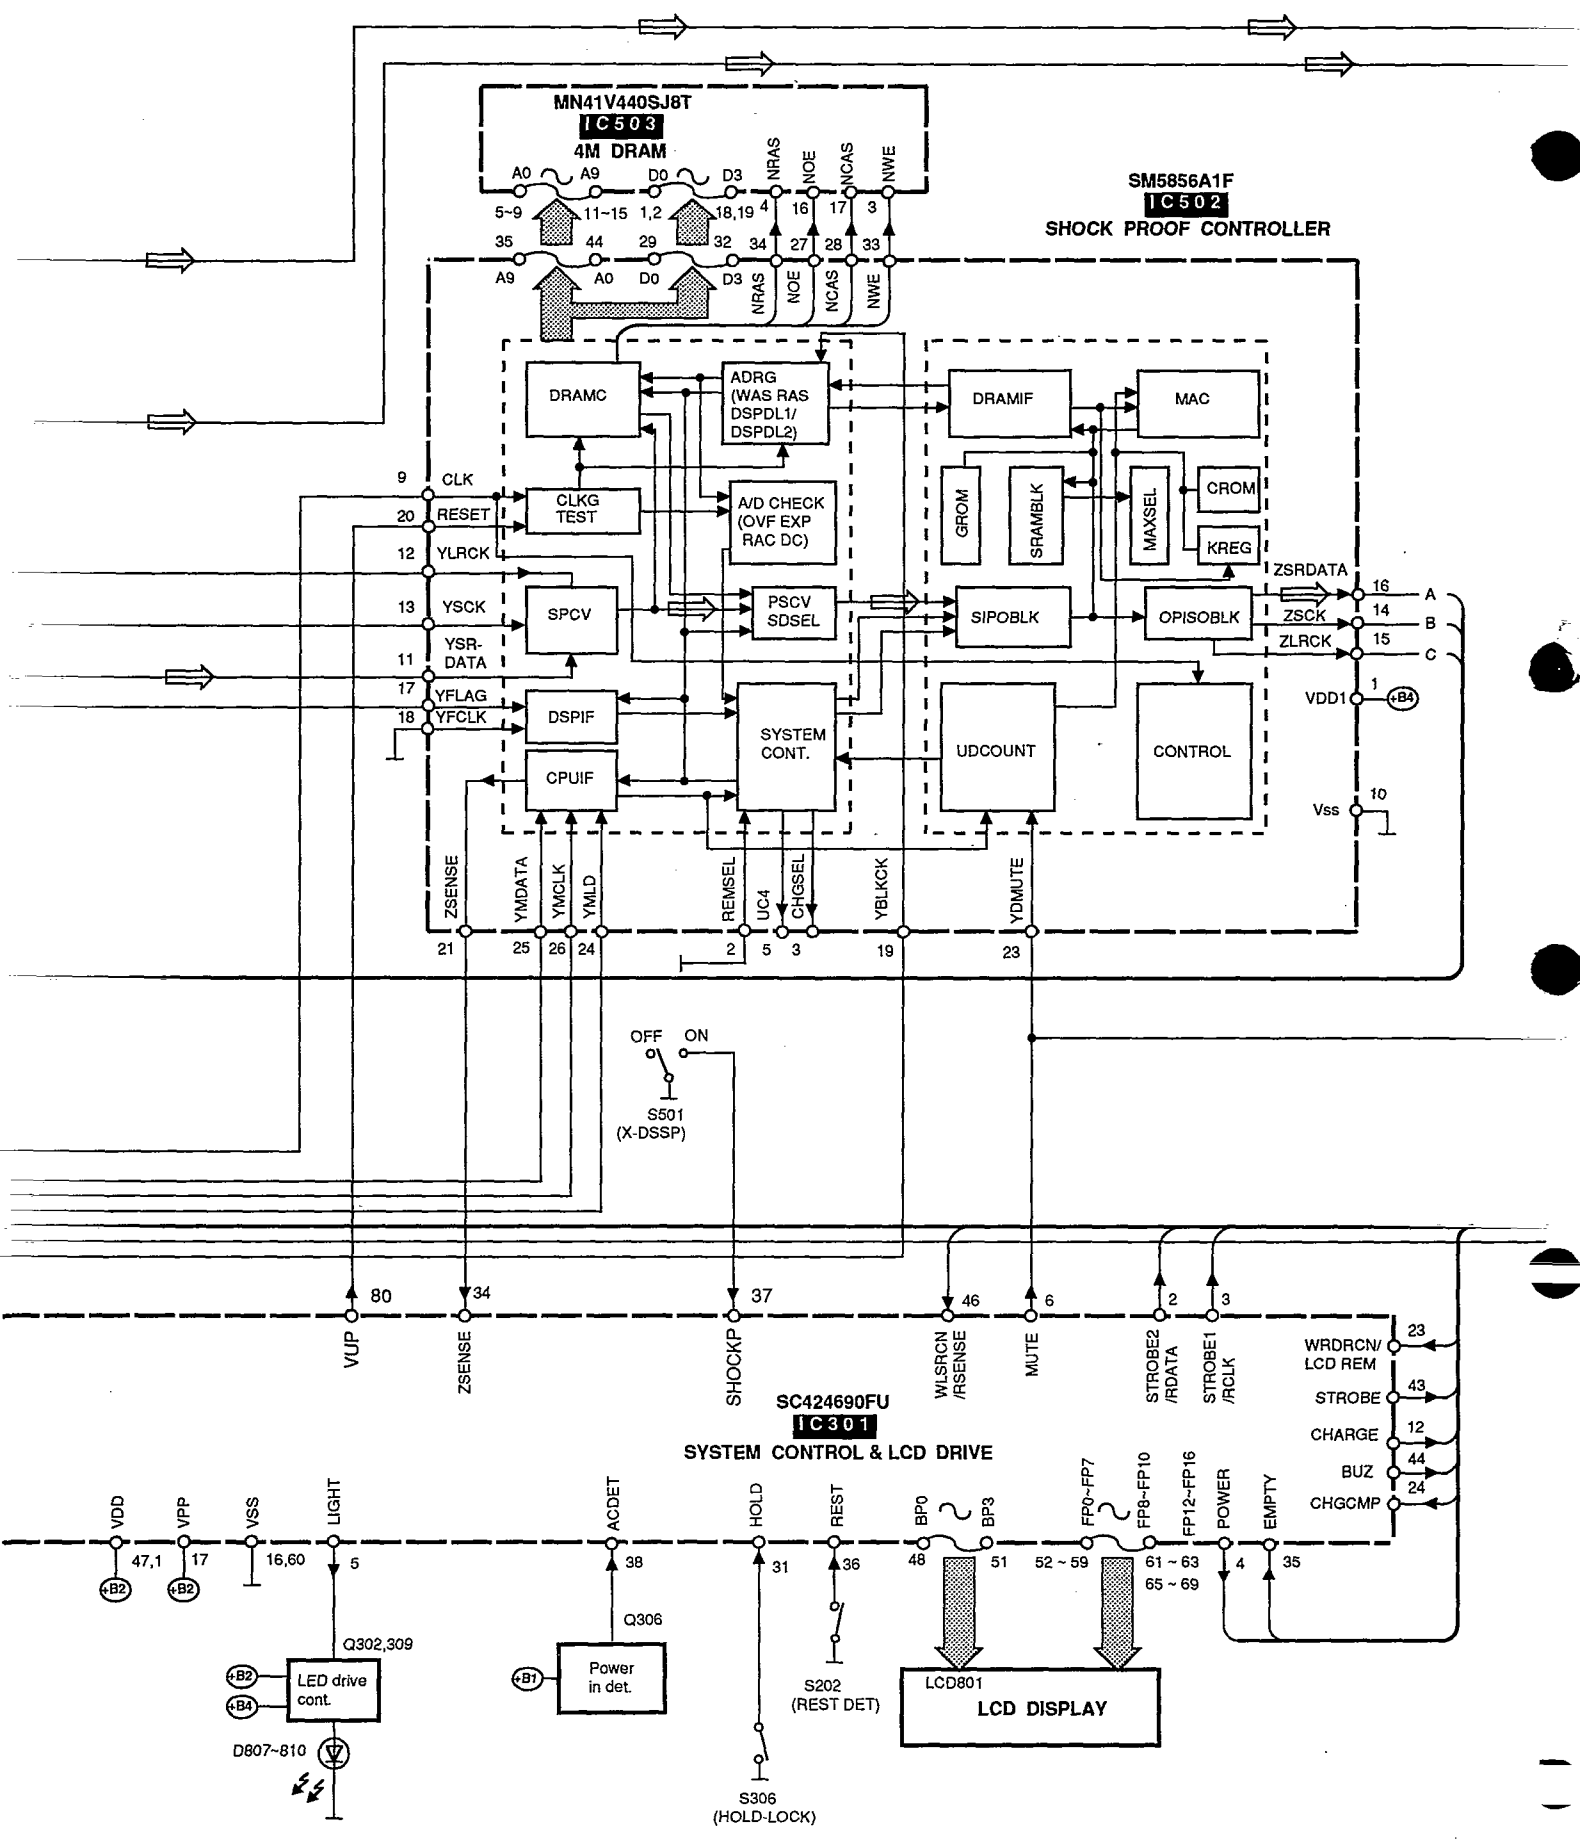 MN41V440SJ8T
IC503
4M DRAM
A0
A9
D0
D3
NRAS
NOE
NCAS
NWE
5~9
11~15
1,2
18,19
4
16
17
3
SM5856A1F
IC502
SHOCK PROOF CONTROLLER
35
44
29
32
34
27
28
33
A9
A0
D0
D3
NRAS
NOE
NCAS
NWE
DRAMC
ADRG
(WAS RAS
DSPDL1/
DSPDL2)
DRAMIF
MAC
9
CLK
20
RESET
12
YLRCK
13
YSCK
YSR-
DATA
11
17
YFLAG
18
YFCLK
CLKG
TEST
A/D CHECK
(OVF EXP
RAC DC)
GROM
SRAMBLK
MAXSEL
CROM
KREG
SPCV
PSCV
SDSEL
SIPOBLK
OPISOBLK
ZSRDATA
16
A
ZSCK
14
B
ZLRCK
15
C
VDD1
1
+B4
DSPIF
CPUIF
SYSTEM
CONT.
UDCOUNT
CONTROL
Vss
10
ZSENSE
YMDATA
YMCLK
YMLD
REMSEL
UC4
CHGSEL
YBLKCK
YDMUTE
21
25
26
24
2
5
3
19
23
OFF
ON
S501
(X-DSSP)
80
34
37
46
6
2
3
VUP
ZSENSE
SHOCKP
WLSRCN
/RSENSE
MUTE
STROBE2
/RDATA
STROBE1
/RCLK
WRDRCN/
LCD REM
23
STROBE
43
CHARGE
12
BUZ
44
CHGCMP
24
SC424690FU
IC301
SYSTEM CONTROL & LCD DRIVE
VDD
VPP
VSS
LIGHT
ACDET
HOLD
REST
BP0
BP3
FP0~FP7
FP8~FP10
FP12~FP16
POWER
EMPTY
47,1
17
16,60
5
38
31
36
48
51
52 ~ 59
61 ~ 63
65 ~ 69
4
35
+B2
+B2
Q302,309
+B2
+B4
LED drive
cont.
D807~810
Q306
+B1
Power
in det.
S202
(REST DET)
S306
(HOLD-LOCK)
LCD801
LCD DISPLAY